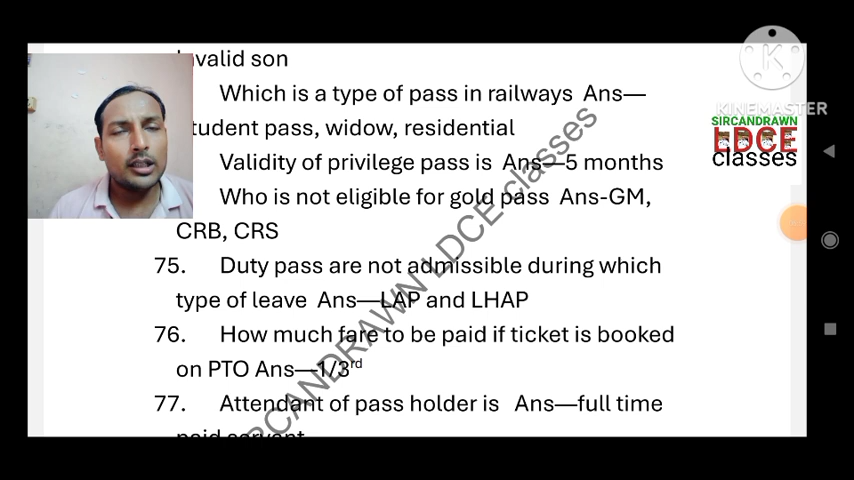 invalid son
Which is a type of pass in railways Ans—
student pass, widow, residential
Validity of privilege pass is Ans—5 months
Who is not eligible for gold pass Ans-GM,
CRB, CRS
75. Duty pass are not admissible during which
type of leave Ans—LAP and LHAP
76. How much fare to be paid if ticket is booked
on PTO Ans—1/3rd
77. Attendant of pass holder is Ans—full time
paid servant
SIRCANDRAWN LDCE classes
K
KINEMASTER
SIRCANDRAWN
LDCE
classes